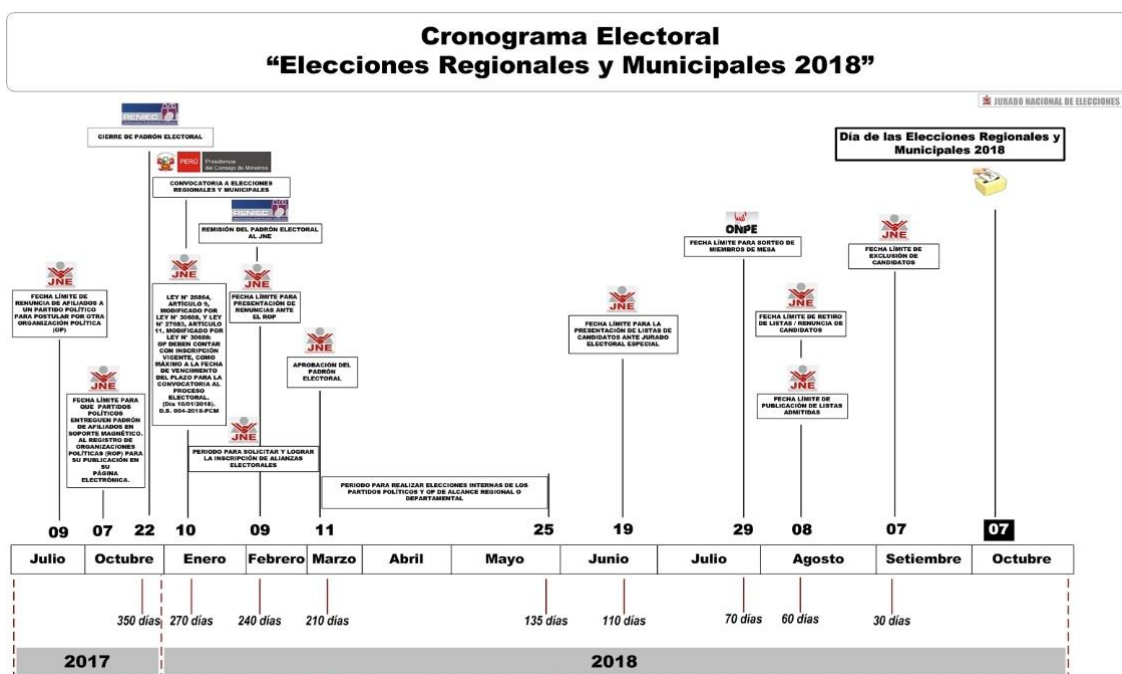 Cronograma Electoral
“Elecciones Regionales y Municipales 2018”
JURADO NACIONAL DE ELECCIONES
RENIEC
CIERRE DE PADRÓN ELECTORAL
PERÚ
Presidencia
del Consejo de Ministros
CONVOCATORIA A ELECCIONES
REGIONALES Y MUNICIPALES
RENIEC
REMISIÓN DEL PADRÓN ELECTORAL
AL JNE
Día de las Elecciones Regionales y
Municipales 2018
ONPE
FECHA LÍMITE PARA SORTEO DE
MIEMBROS DE MESA
JNE
FECHA LÍMITE DE
EXCLUSIÓN DE
CANDIDATOS
JNE
FECHA LÍMITE DE
RENUNCIA DE AFILIADOS A
UN PARTIDO POLÍTICO
PARA POSTULAR POR OTRA
ORGANIZACIÓN POLÍTICA
(OP)
JNE
LEY N° 26864,
ARTÍCULO 9,
MODIFICADO POR
LEY N° 30688, Y LEY
N° 27683, ARTÍCULO
11, MODIFICADO POR
LEY N° 30688:
OP DEBEN CONTAR
CON INSCRIPCIÓN
VIGENTE, COMO
MÁXIMO A LA FECHA
DE VENCIMIENTO
DEL PLAZO PARA LA
CONVOCATORIA AL
PROCESO
ELECTORAL.
(Día 10/01/2018).
D.S. 004-2018-PCM
JNE
FECHA LÍMITE PARA
PRESENTACIÓN DE
RENUNCIAS ANTE
EL ROP
JNE
APROBACIÓN DEL
PADRÓN
ELECTORAL
JNE
FECHA LÍMITE PARA LA
PRESENTACIÓN DE LISTAS DE
CANDIDATOS ANTE JURADO
ELECTORAL ESPECIAL
JNE
FECHA LÍMITE DE RETIRO
DE LISTAS / RENUNCIA DE
CANDIDATOS
JNE
FECHA LÍMITE DE
PUBLICACIÓN DE LISTAS
ADMITIDAS
JNE
FECHA LÍMITE PARA
QUE PARTIDOS
POLÍTICOS
ENTREGUEN PADRÓN
DE AFILIADOS EN
SOPORTE MAGNÉTICO,
AL REGISTRO DE
ORGANIZACIONES
POLÍTICAS (ROP) PARA
SU PUBLICACIÓN EN
SU
PÁGINA
ELECTRÓNICA.
JNE
PERIODO PARA SOLICITAR Y LOGRAR
LA INSCRIPCIÓN DE ALIANZAS
ELECTORALES
PERIODO PARA REALIZAR ELECCIONES INTERNAS DE LOS
PARTIDOS POLÍTICOS Y OP DE ALCANCE REGIONAL O
DEPARTAMENTAL
09 07 22 10 09 11 25 19 29 08 07 07
Julio Octubre Enero Febrero Marzo Abril Mayo Junio Julio Agosto Setiembre Octubre
350 días 270 días 240 días 210 días 135 días 110 días 70 días 60 días 30 días
2017 2018